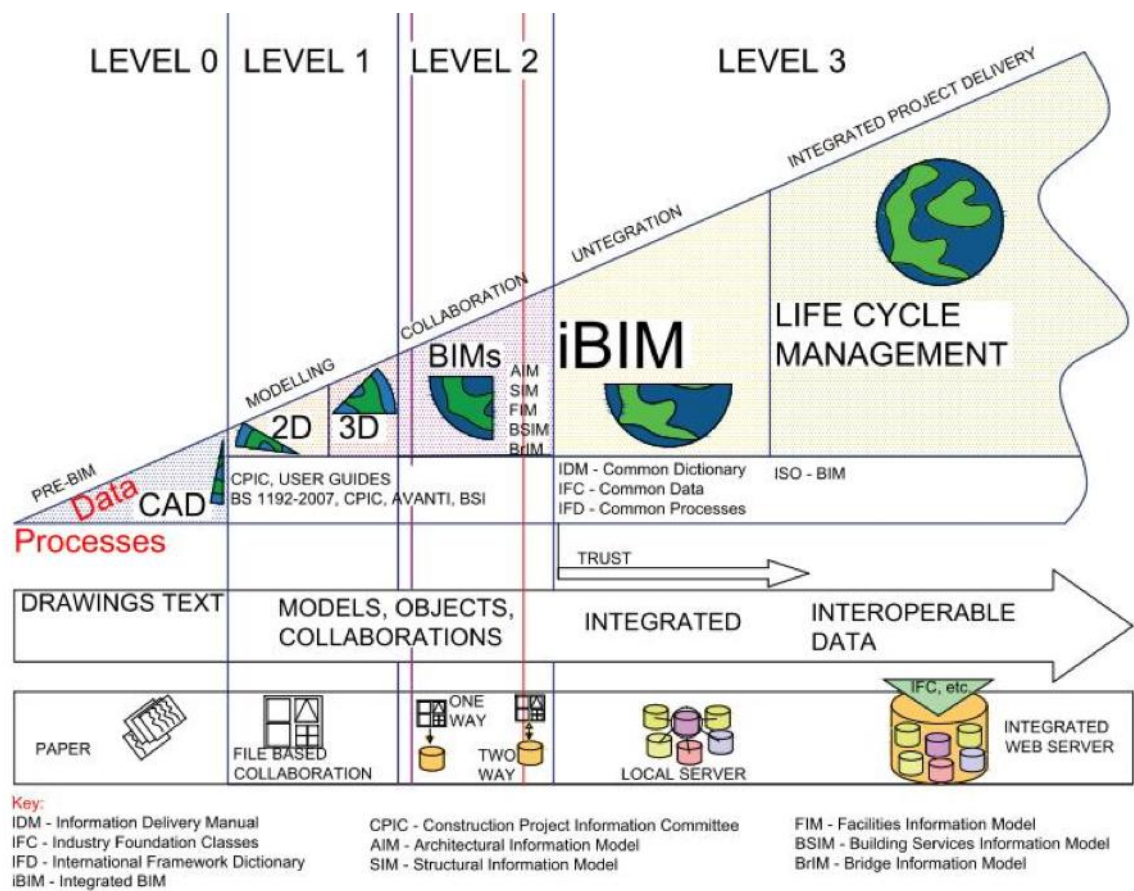 LEVEL 0
LEVEL 1
LEVEL 2
LEVEL 3
INTEGRATED PROJECT DELIVERY
UNTEGRATION
COLLABORATION
MODELLING
PRE-BIM
LIFE CYCLE
MANAGEMENT
iBIM
BIMs
AIM
SIM
FIM
BSIM
BrIM
2D
3D
Data
CAD
Processes
CPIC, USER GUIDES
BS 1192-2007, CPIC, AVANTI, BSI
IDM - Common Dictionary
IFC - Common Data
IFD - Common Processes
ISO - BIM
TRUST
DRAWINGS TEXT
MODELS, OBJECTS,
COLLABORATIONS
INTEGRATED
INTEROPERABLE
DATA
PAPER
FILE BASED
COLLABORATION
ONE
WAY
TWO
WAY
LOCAL SERVER
IFC, etc.
INTEGRATED
WEB SERVER
Key:
IDM - Information Delivery Manual
IFC - Industry Foundation Classes
IFD - International Framework Dictionary
iBIM - Integrated BIM
CPIC - Construction Project Information Committee
AIM - Architectural Information Model
SIM - Structural Information Model
FIM - Facilities Information Model
BSIM - Building Services Information Model
BrIM - Bridge Information Model